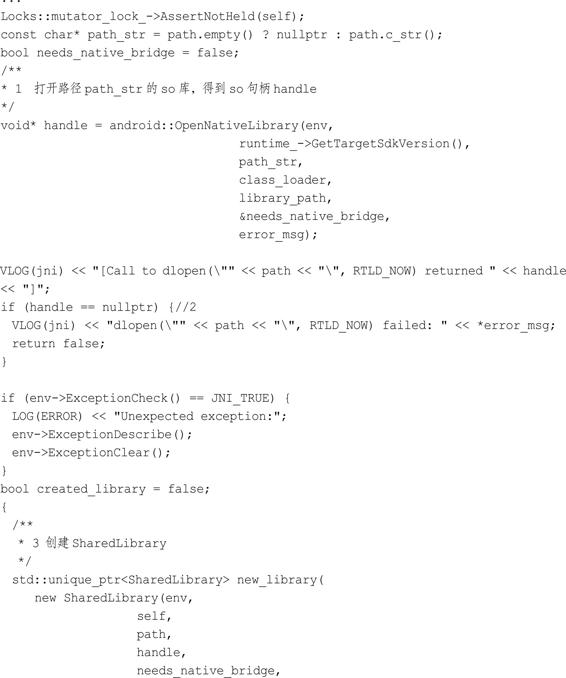 ...
Locks::mutator_lock_->AssertNotHeld(self);
const char* path_str = path.empty() ? nullptr : path.c_str();
bool needs_native_bridge = false;
/**
* 1 打开路径path_str的so库，得到so句柄handle
*/
void* handle = android::OpenNativeLibrary(env,
runtime_->GetTargetSdkVersion(),
path_str,
class_loader,
library_path,
&needs_native_bridge,
error_msg);
VLOG(jni) << "[Call to dlopen(\"" << path << "\", RTLD_NOW) returned " << handle
<< "]";
if (handle == nullptr) {//2
VLOG(jni) << "dlopen(\"" << path << "\", RTLD_NOW) failed: " << *error_msg;
return false;
}
if (env->ExceptionCheck() == JNI_TRUE) {
LOG(ERROR) << "Unexpected exception:";
env->ExceptionDescribe();
env->ExceptionClear();
}
bool created_library = false;
{
/**
* 3 创建SharedLibrary
*/
std::unique_ptr<SharedLibrary> new_library(
new SharedLibrary(env,
self,
path,
handle,
needs_native_bridge,